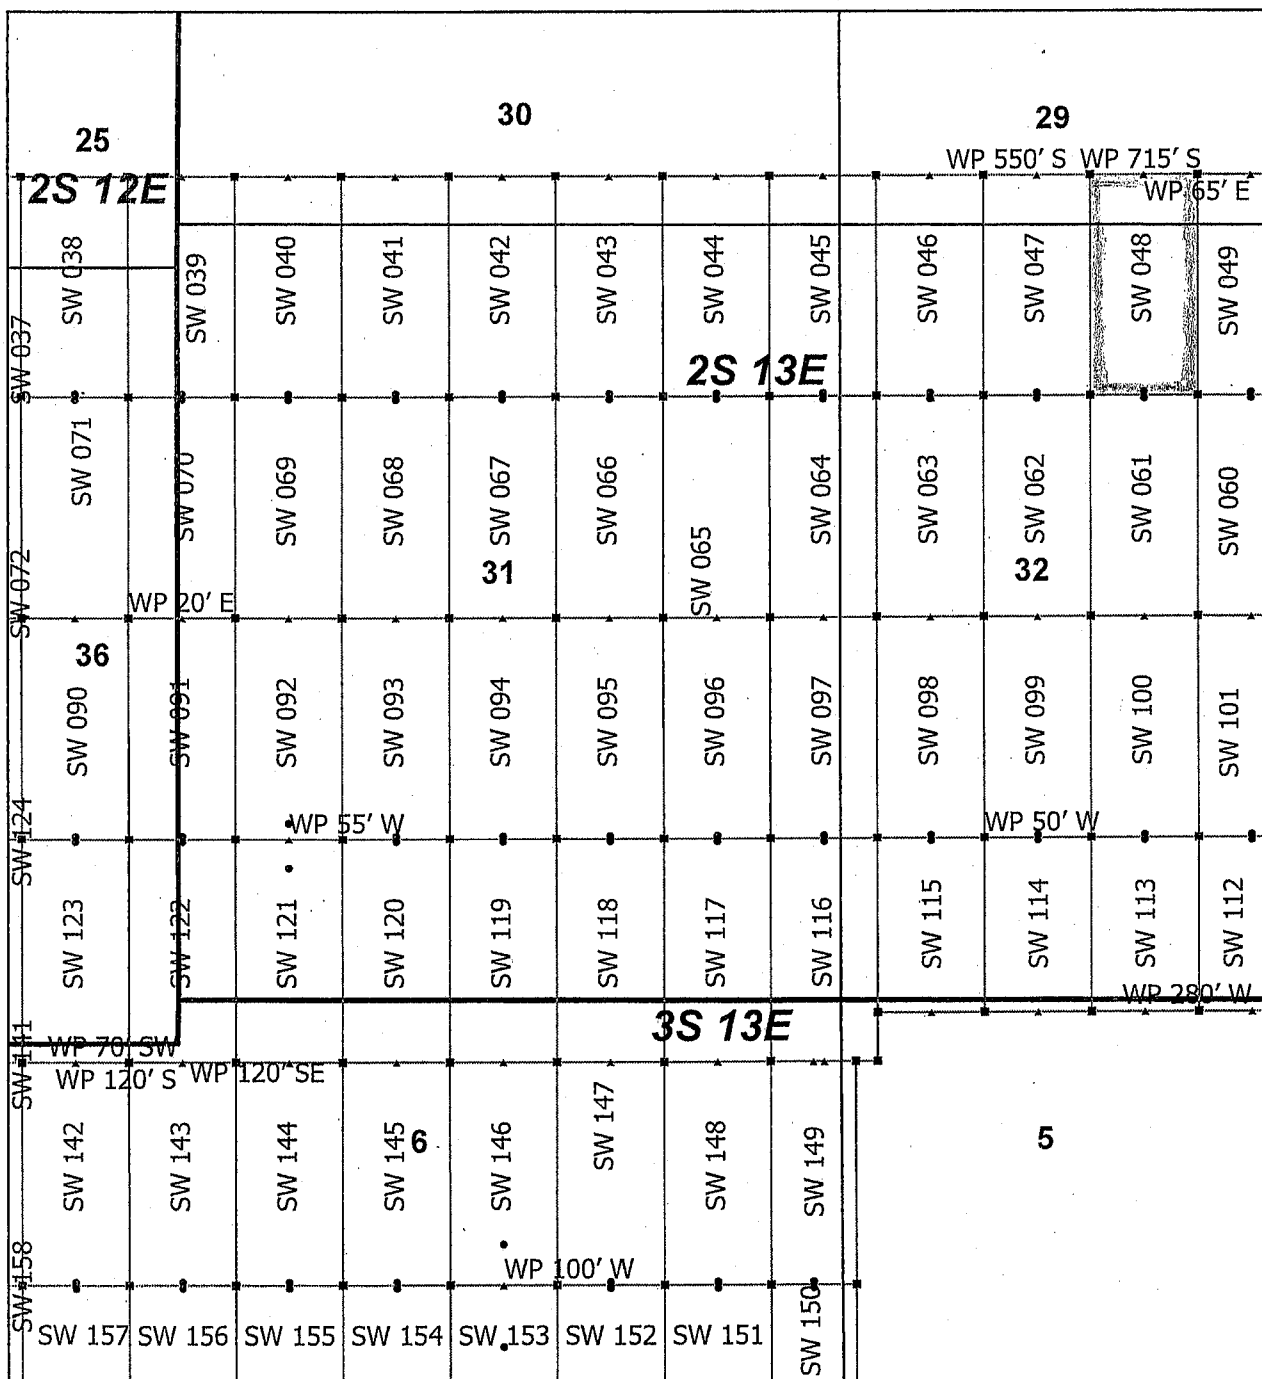 30
29
25
WP 550' S WP 715' S
2S 12E
WP 65' E
SW 037
SW 038
SW 039
SW 040
SW 041
SW 042
SW 043
SW 044
SW 045
SW 046
SW 047
SW 048
SW 049
2S 13E
SW 072
SW 071
SW 070
SW 069
SW 068
SW 067
SW 066
SW 065
SW 064
SW 063
SW 062
SW 061
SW 060
31
32
WP 20' E
36
SW 090
SW 091
SW 092
SW 093
SW 094
SW 095
SW 096
SW 097
SW 098
SW 099
SW 100
SW 101
WP 55' W
WP 50' W
SW 124
SW 123
SW 122
SW 121
SW 120
SW 119
SW 118
SW 117
SW 116
SW 115
SW 114
SW 113
SW 112
WP 280' W
3S 13E
WP 70' SW
WP 120' S
WP 120' SE
SW 141
SW 142
SW 143
SW 144
SW 145
6
SW 146
SW 147
SW 148
SW 149
5
WP 100' W
SW 158
SW 157
SW 156
SW 155
SW 154
SW 153
SW 152
SW 151
SW 150